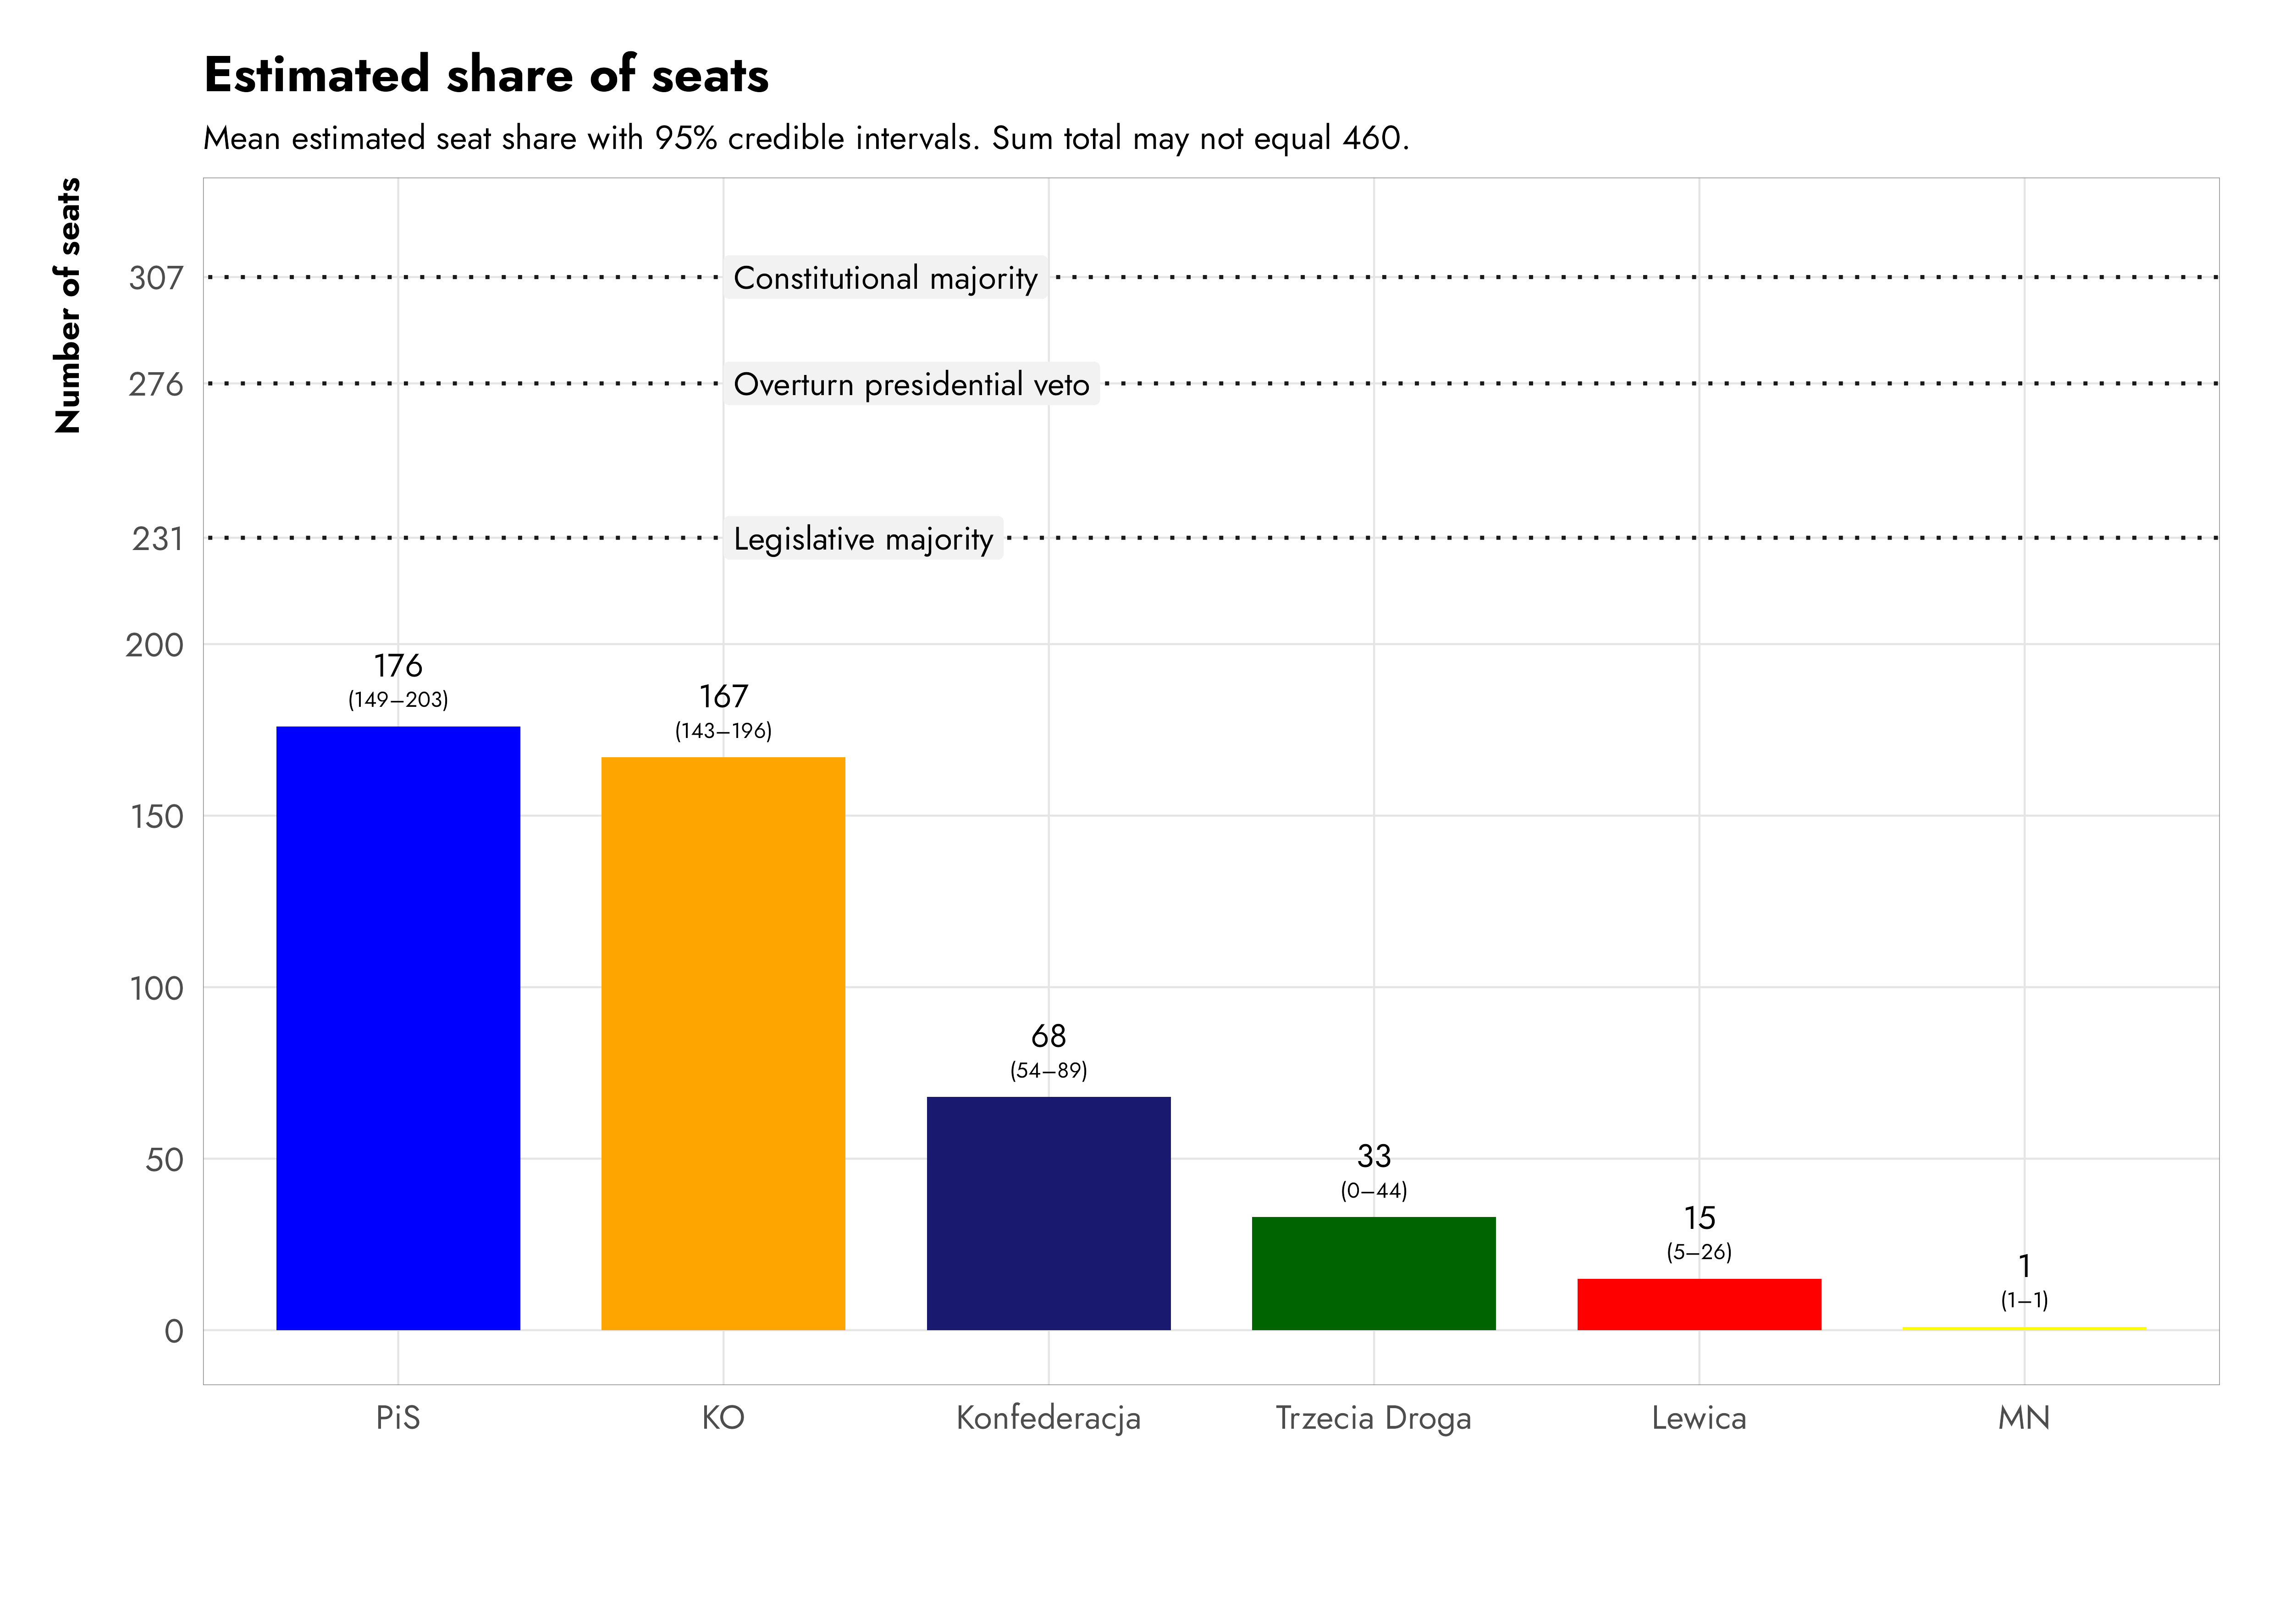 Estimated share of seats
Mean estimated seat share with 95% credible intervals. Sum total may not equal 460.
Number of seats
307
Constitutional majority
276
Overturn presidential veto
231
Legislative majority
200
150
100
50
0
176
(149–203)
167
(143–196)
68
(54–89)
33
(0–44)
15
(5–26)
1
(1–1)
PiS
KO
Konfederacja
Trzecia Droga
Lewica
MN